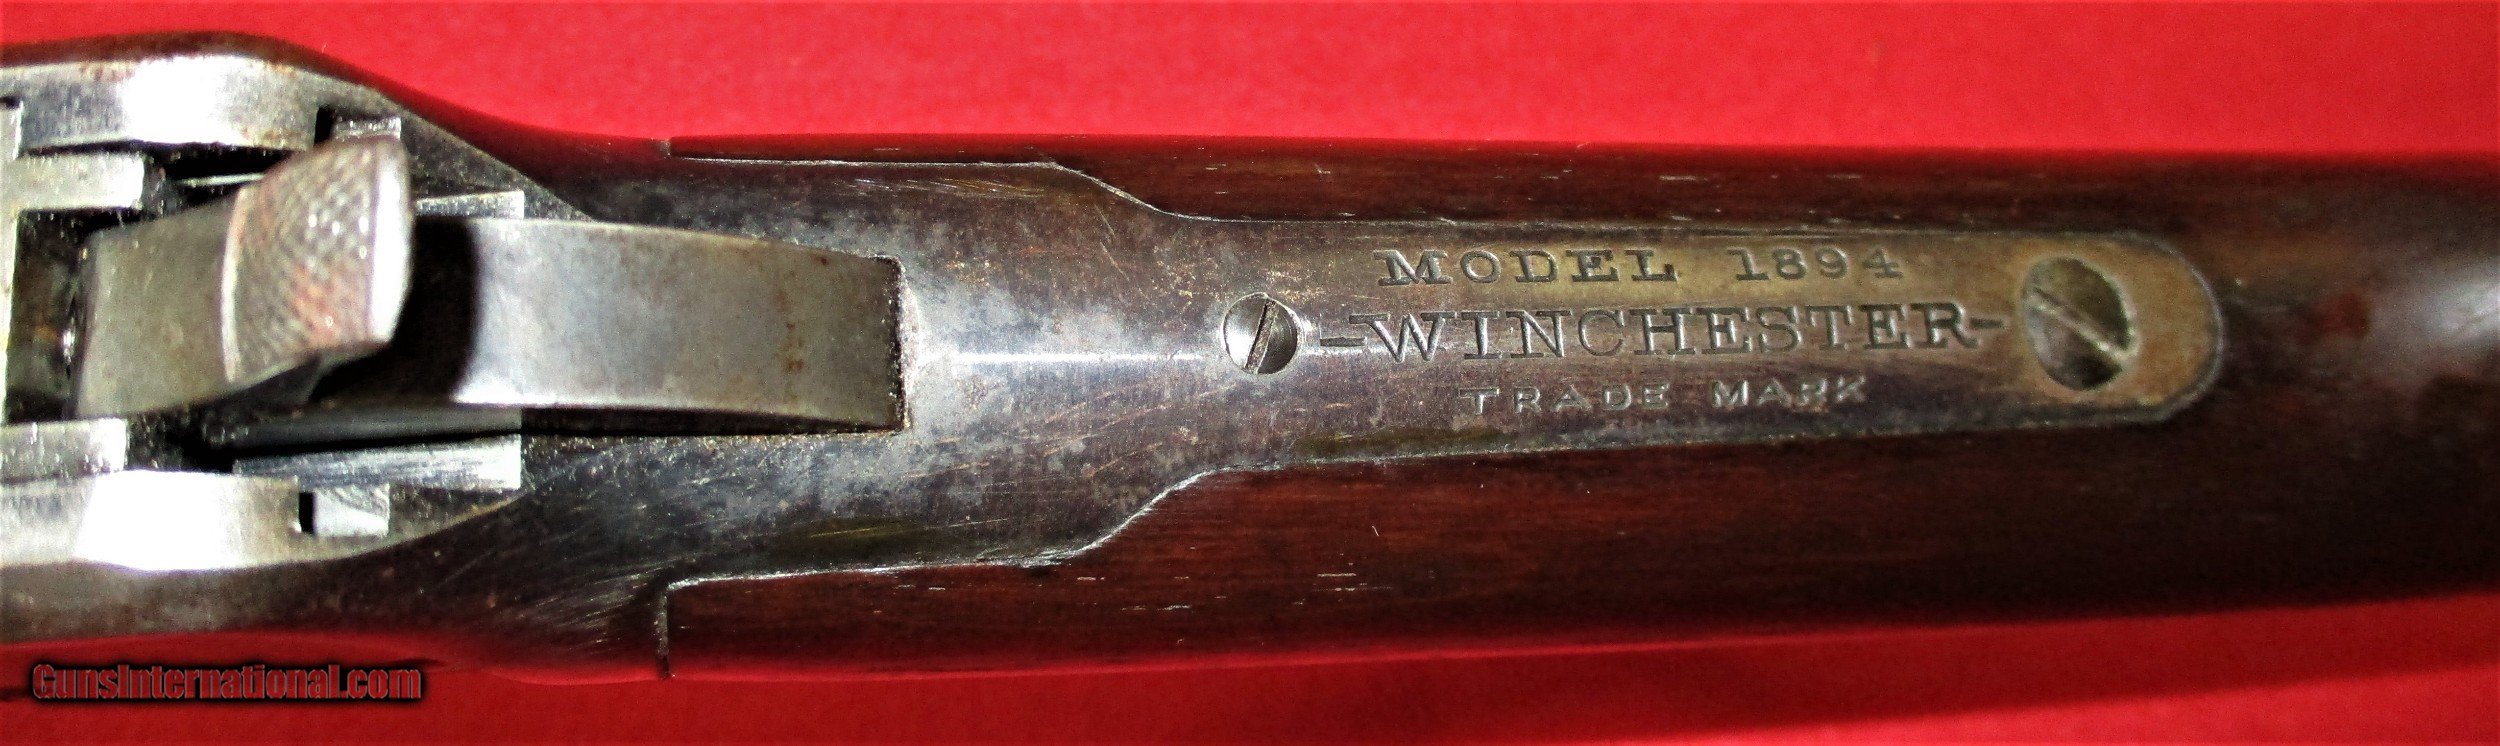 MODEL 1894
-WINCHESTER-
TRADE MARK
GunsInternational.com